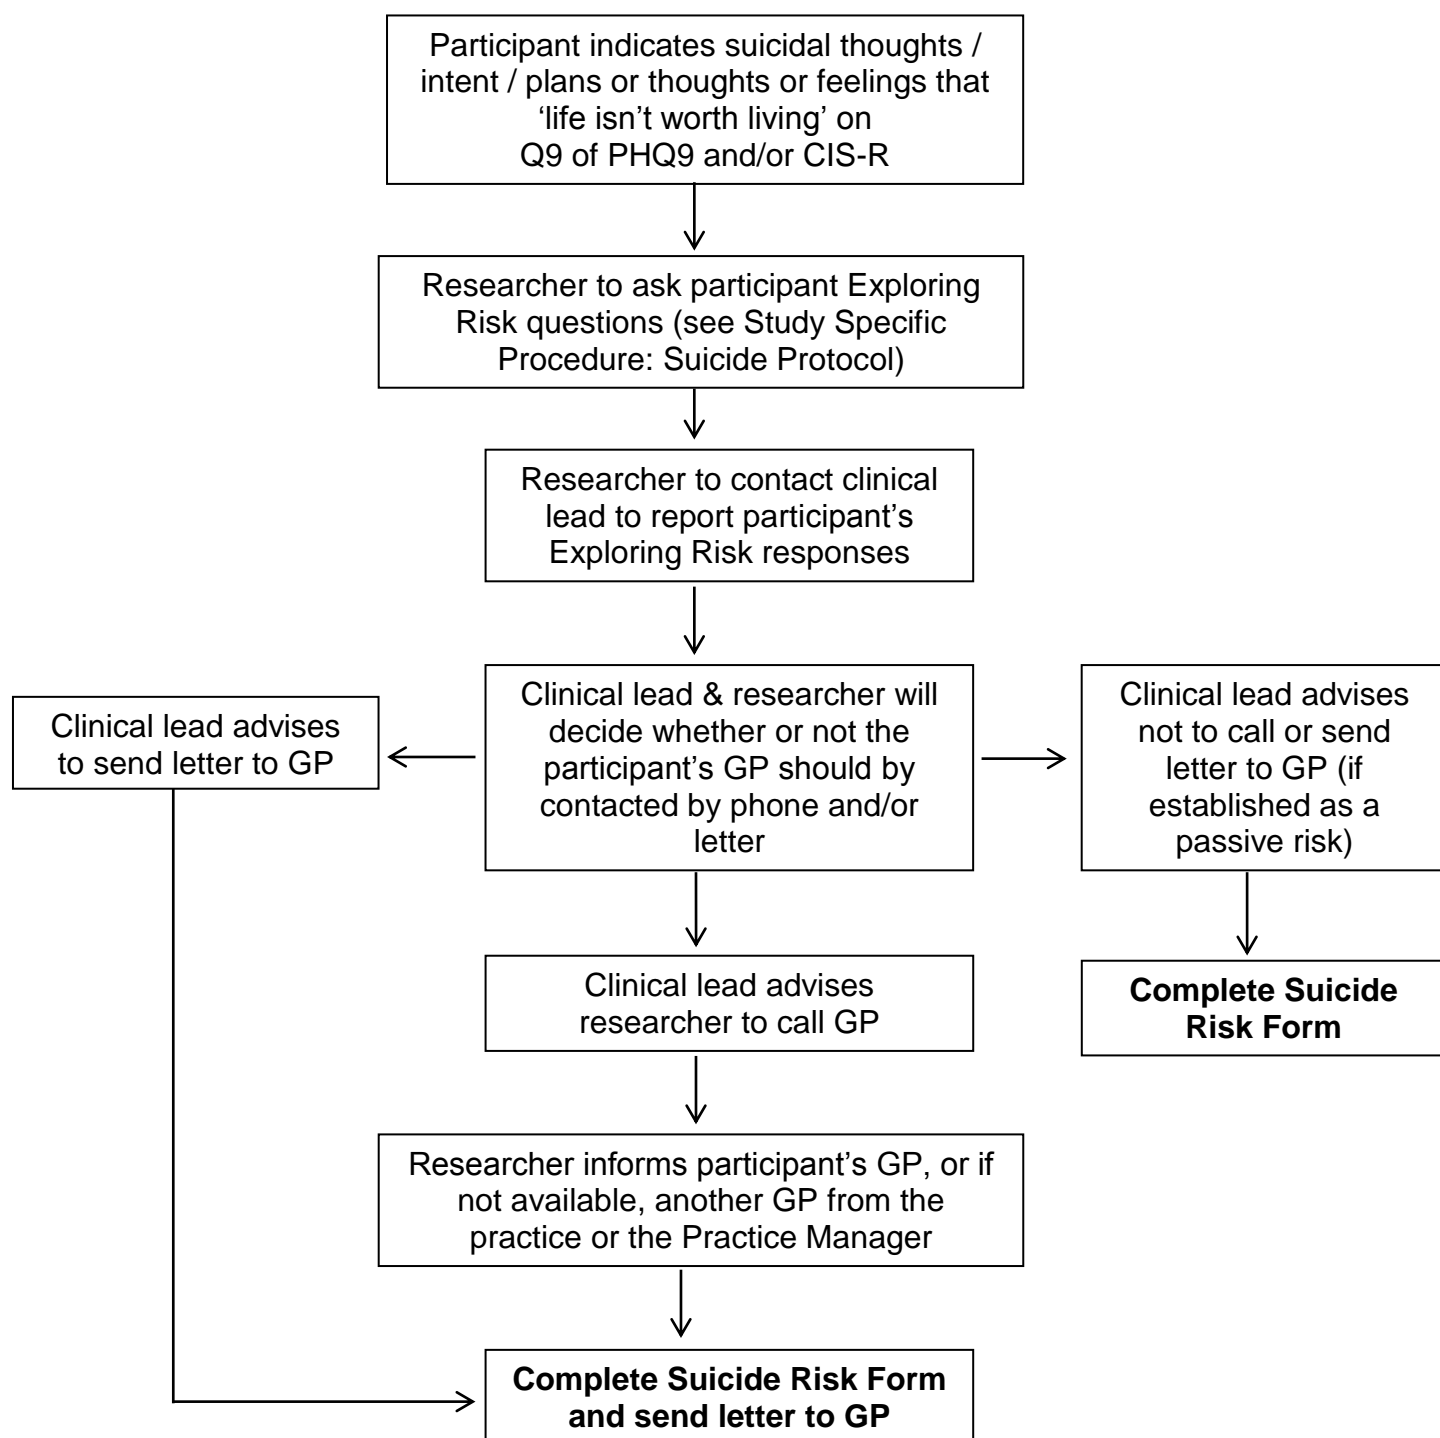 Participant indicates suicidal thoughts /
intent / plans or thoughts or feelings that
‘life isn’t worth living’ on
Q9 of PHQ9 and/or CIS-R
Researcher to ask participant Exploring
Risk questions (see Study Specific
Procedure: Suicide Protocol)
Researcher to contact clinical
lead to report participant’s
Exploring Risk responses
Clinical lead advises
to send letter to GP
Clinical lead & researcher will
decide whether or not the
participant’s GP should by
contacted by phone and/or
letter
Clinical lead advises
not to call or send
letter to GP (if
established as a
passive risk)
Clinical lead advises
researcher to call GP
Complete Suicide
Risk Form
Researcher informs participant’s GP, or if
not available, another GP from the
practice or the Practice Manager
Complete Suicide Risk Form
and send letter to GP